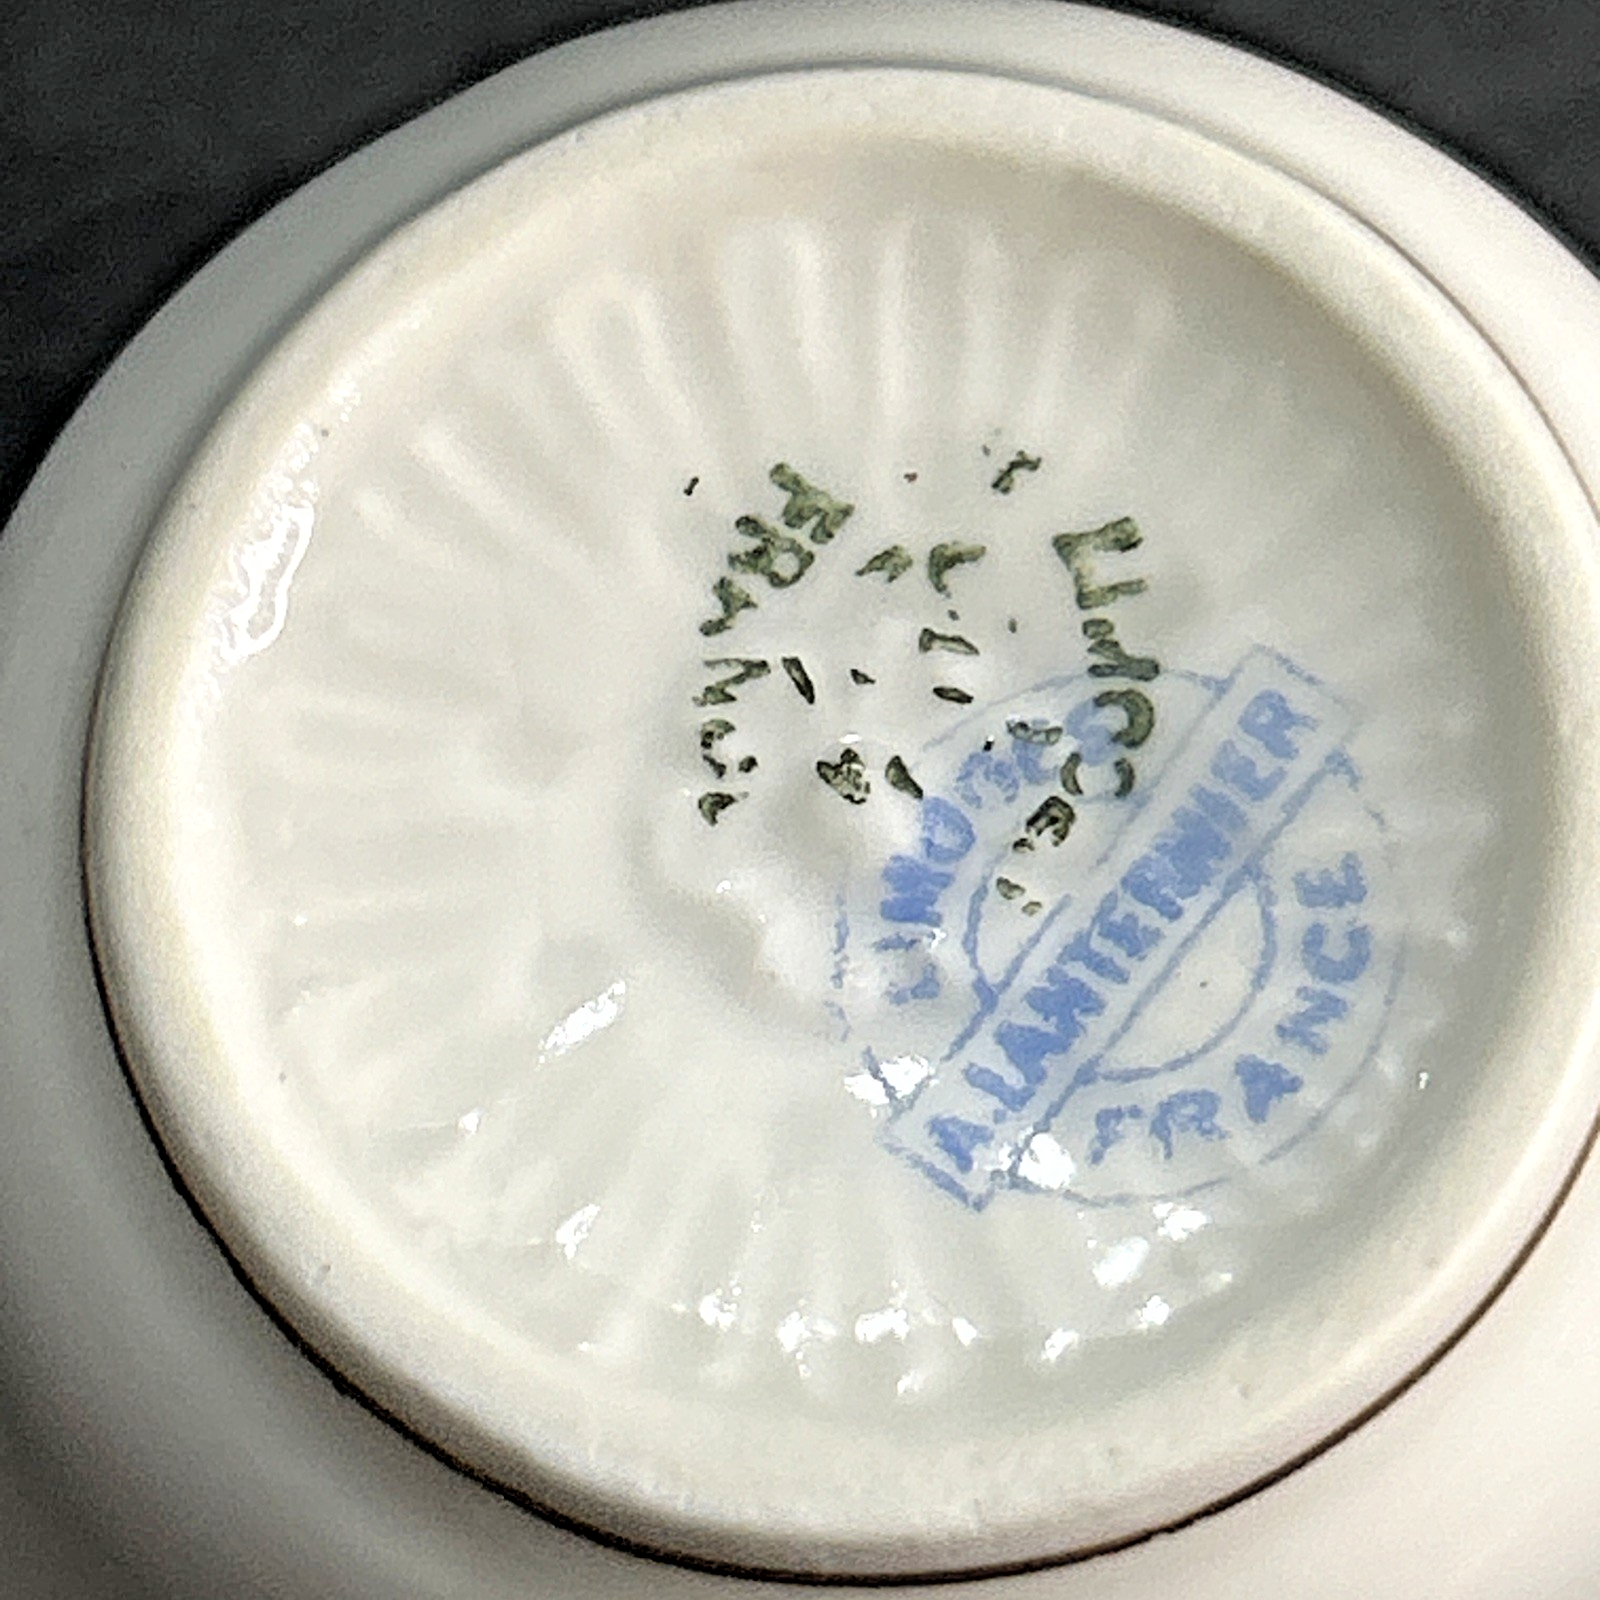 LIMOGES
A. LANTERNIER
FRANCE
LIMOGES
FRANCE